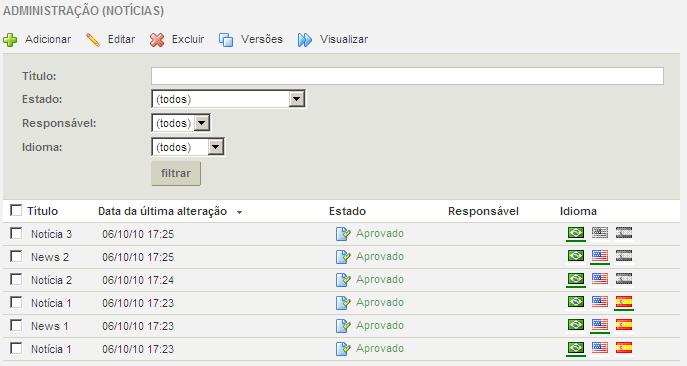 ADMINISTRAÇÃO (NOTÍCIAS)
Adicionar Editar Excluir Versões Visualizar
Título:
Estado: (todos)
Responsável: (todos)
Idioma: (todos)
filtrar
Título Data da última alteração Estado Responsável Idioma
Notícia 3 06/10/10 17:25 Aprovado
News 2 06/10/10 17:25 Aprovado
Notícia 2 06/10/10 17:24 Aprovado
Notícia 1 06/10/10 17:23 Aprovado
News 1 06/10/10 17:23 Aprovado
Notícia 1 06/10/10 17:23 Aprovado